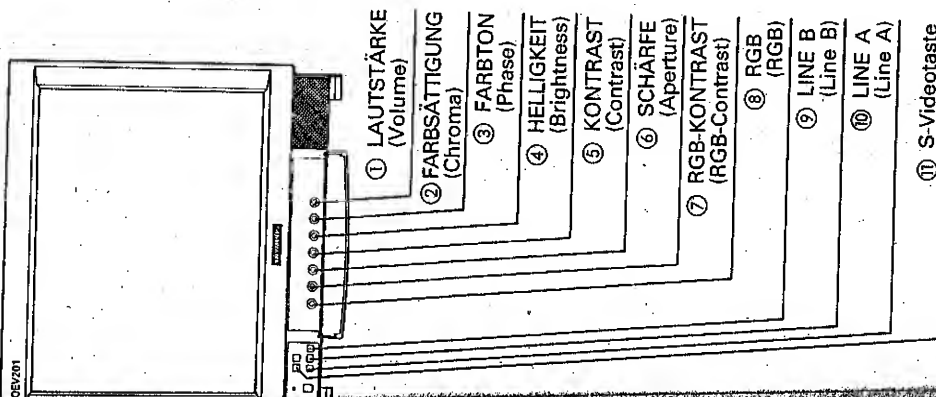 OEV201
① LAUTSTÄRKE
(Volume)
② FARBSÄTTIGUNG
(Chroma)
③ FARBTON
(Phase)
④ HELLIGKEIT
(Brightness)
⑤ KONTRAST
(Contrast)
⑥ SCHÄRFE
(Aperture)
⑦ RGB-KONTRAST
(RGB-Contrast)
⑧ RGB
(RGB)
⑨ LINE B
(Line B)
⑩ LINE A
(Line A)
⑪ S-Videotaste